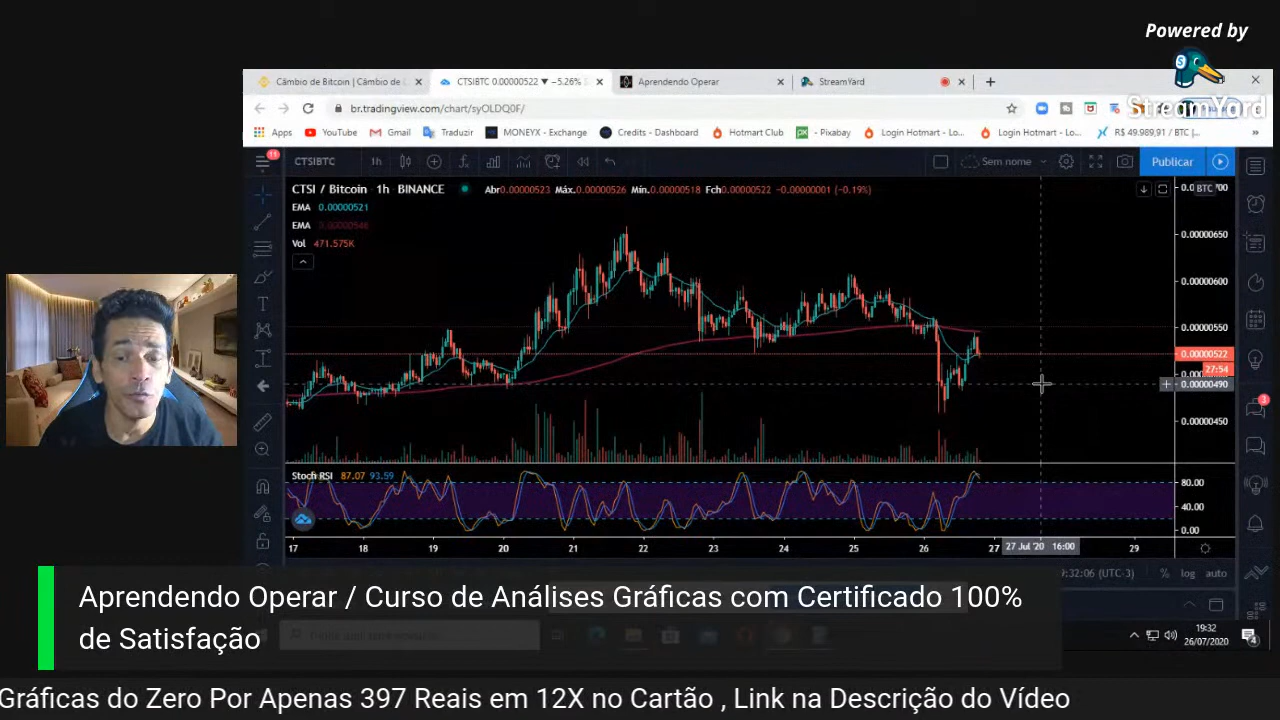 Powered by
StreamYard
Câmbio de Bitcoin | Câmbio de
CTSIBTC 0.00000522 ▼ −5.26%
Aprendendo Operar
StreamYard
br.tradingview.com/chart/syOLDQ0F/
Apps
YouTube
Gmail
Traduzir
MONEYX - Exchange
Credits - Dashboard
Hotmart Club
- Pixabay
Login Hotmart - Lo...
Login Hotmart - Lo...
R$ 49.989,91 / BTC |...
CTSIBTC
1h
Sem nome
Publicar
CTSI / Bitcoin · 1h · BINANCE
Abr0.00000523 Máx.0.00000526 Mín.0.00000518 Fch0.00000522 −0.00000001 (−0.19%)
EMA 0.00000521
EMA
Vol 471.575K
BTC
0.00000650
0.00000600
0.00000550
0.00000522
27:54
0.00000490
0.00000450
Stoch RSI 87.07 93.59
80.00
40.00
0.00
17 18 19 20 21 22 23 24 25 26 27 27 Jul '20 16:00 29
9:32:06 (UTC-3)
% log auto
19:32
26/07/2020
Aprendendo Operar / Curso de Análises Gráficas com Certificado 100%
de Satisfação
Gráficas do Zero Por Apenas 397 Reais em 12X no Cartão , Link na Descrição do Vídeo